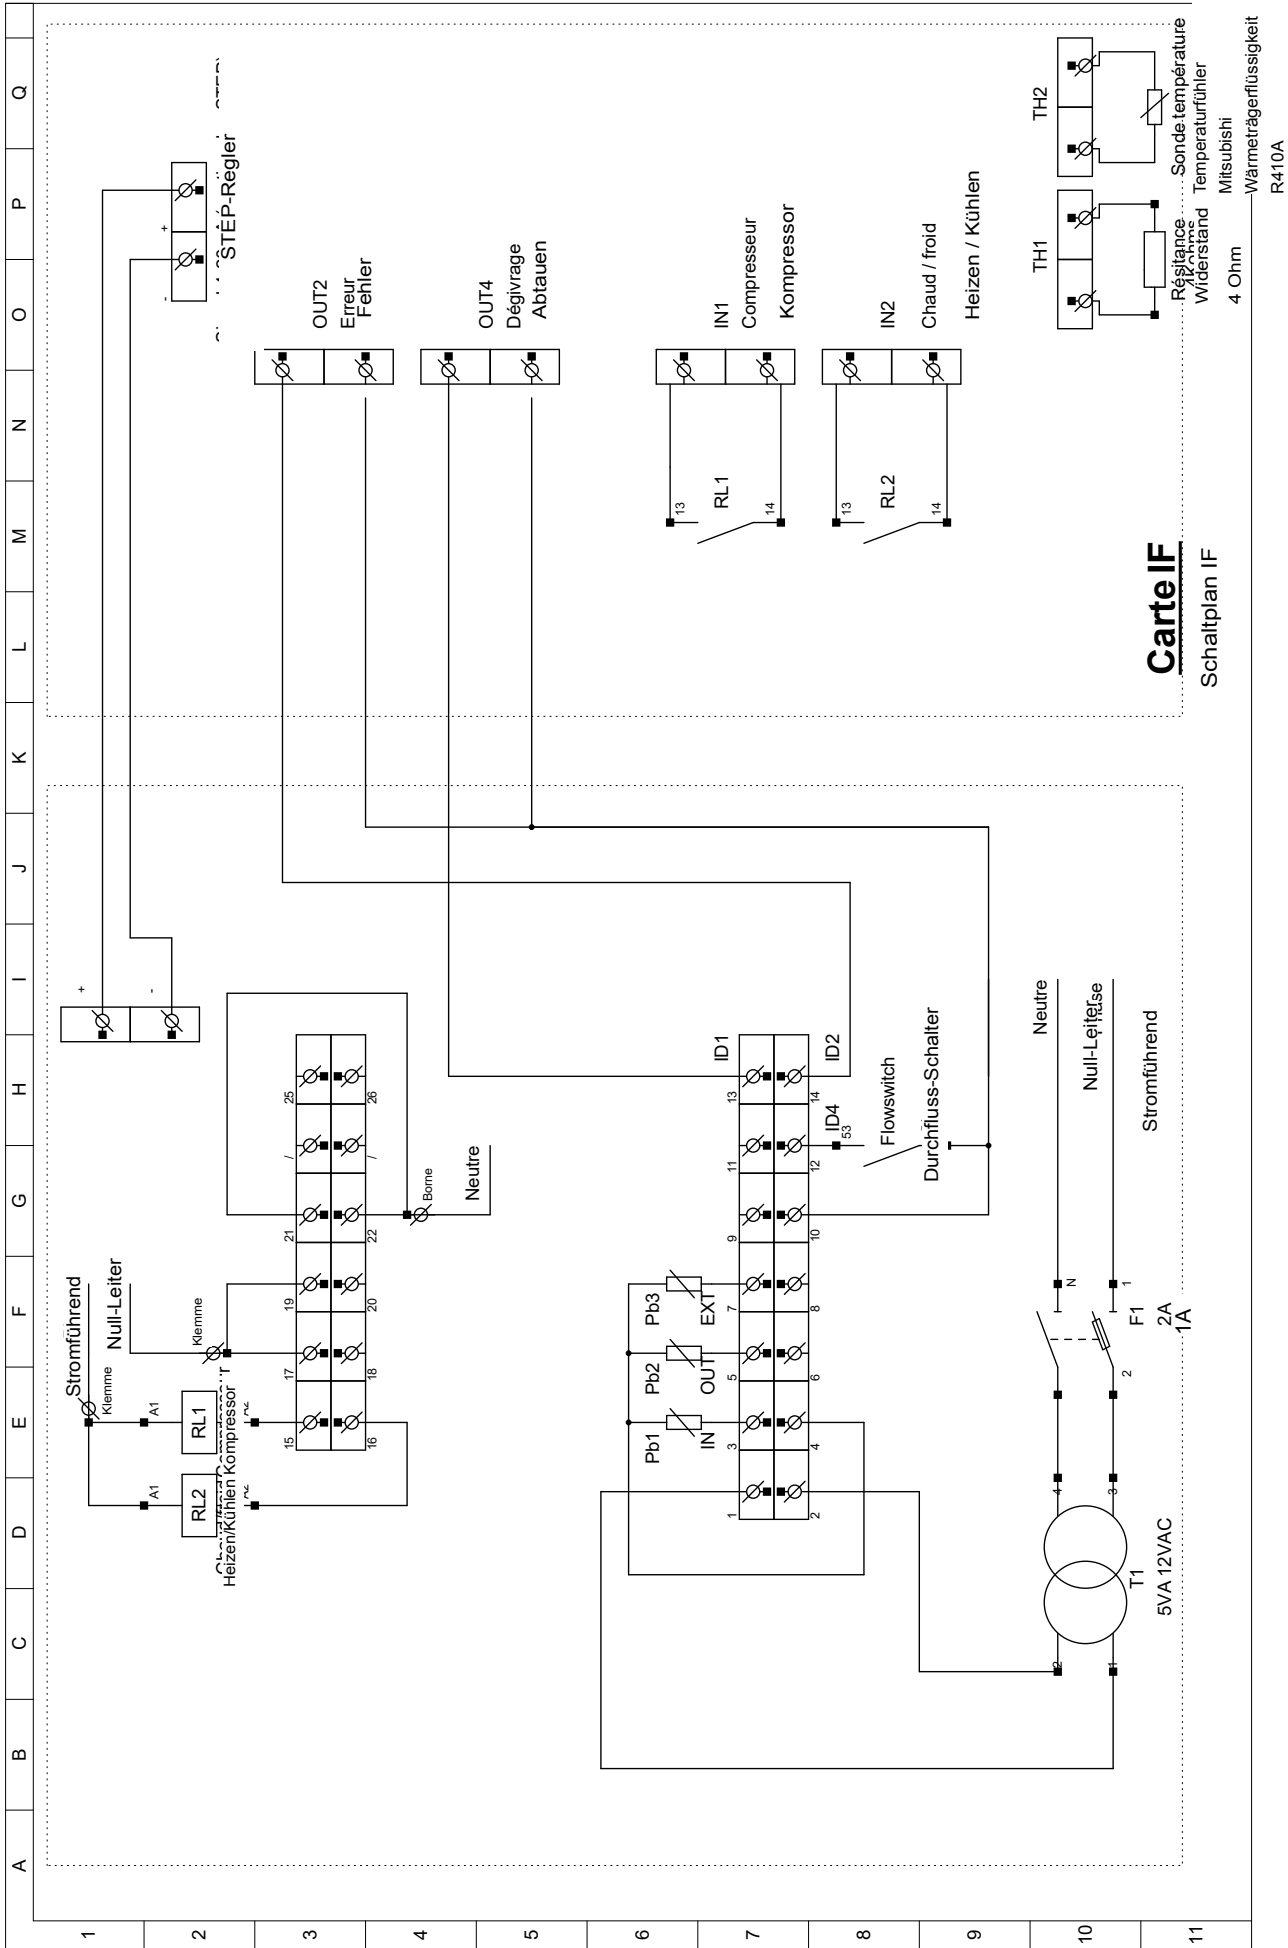 A
B
C
D
E
F
G
H
I
J
K
L
M
N
O
P
Q
1
2
3
4
5
6
7
8
9
10
11
Stromführend
Null-Leiter
Klemme
Klemme
A1
A1
RL1
RL2
Heizen/Kühlen Kompressor
+
-
+
-
STEP-Regler
15
17
19
21
/
25
16
18
20
22
/
26
Borne
Neutre
OUT2
Erreur
Fehler
OUT4
Dégivrage
Abtauen
IN1
Compresseur
Kompressor
IN2
Chaud / froid
Heizen / Kühlen
13
RL1
14
13
RL2
14
Pb1
Pb2
Pb3
IN
OUT
EXT
1
3
5
7
9
11
13
ID1
2
4
6
8
10
12
14
ID2
ID4
53
Flowswitch
Durchfluss-Schalter
Neutre
Null-Leiter
Stromführend
N
1
2
F1
2A
1A
4
3
2
1
T1
5VA 12VAC
Carte IF
Schaltplan IF
TH1
TH2
Résitance
Widerstand
4 Ohm
Sonde température
Temperaturfühler
Mitsubishi
Wärmeträgerflüssigkeit
R410A